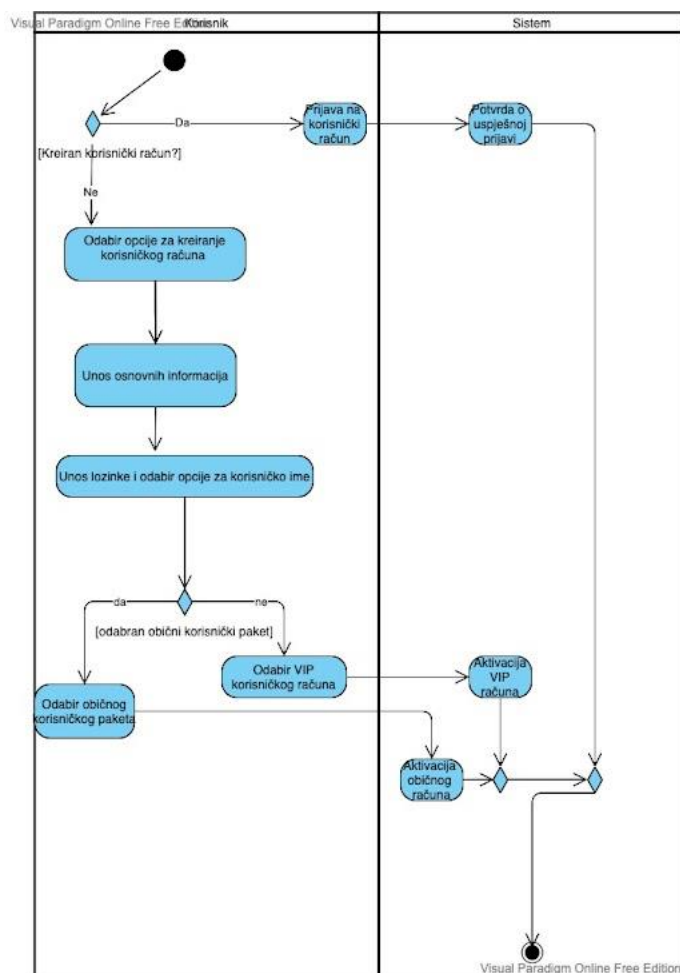 Visual Paradigm Online Free Edition
Korisnik
Sistem
Da
Prijava na
korisnički
račun
Potvrda o
uspješnoj
prijavi
[Kreiran korisnički račun?]
Ne
Odabir opcije za kreiranje
korisničkog računa
Unos osnovnih informacija
Unos lozinke i odabir opcije za korisničko ime
da
ne
[odabran obični korisnički paket]
Odabir VIP
korisničkog računa
Aktivacija
VIP
računa
Odabir običnog
korisničkog paketa
Aktivacija
običnog
računa
Visual Paradigm Online Free Edition